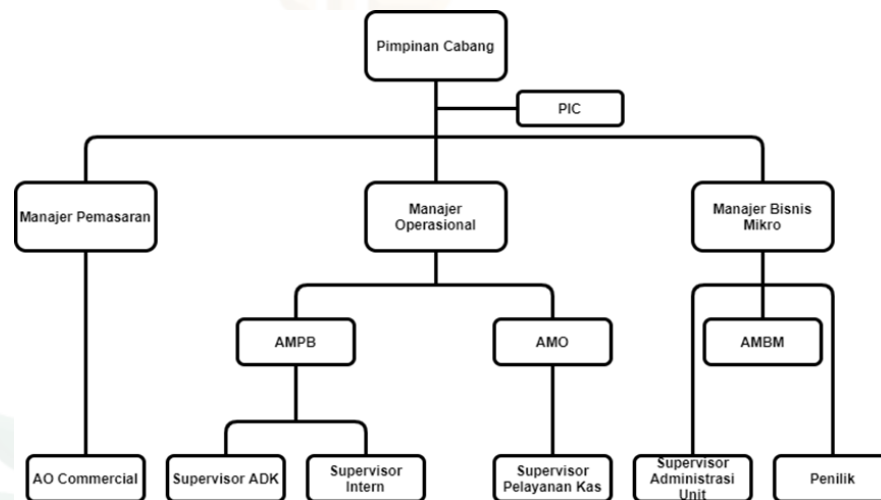 Pimpinan Cabang
PIC
Manajer Pemasaran
Manajer
Operasional
Manajer Bisnis
Mikro
AMPB
AMO
AMBM
AO Commercial
Supervisor ADK
Supervisor
Intern
Supervisor
Pelayanan Kas
Supervisor
Administrasi
Unit
Penilik